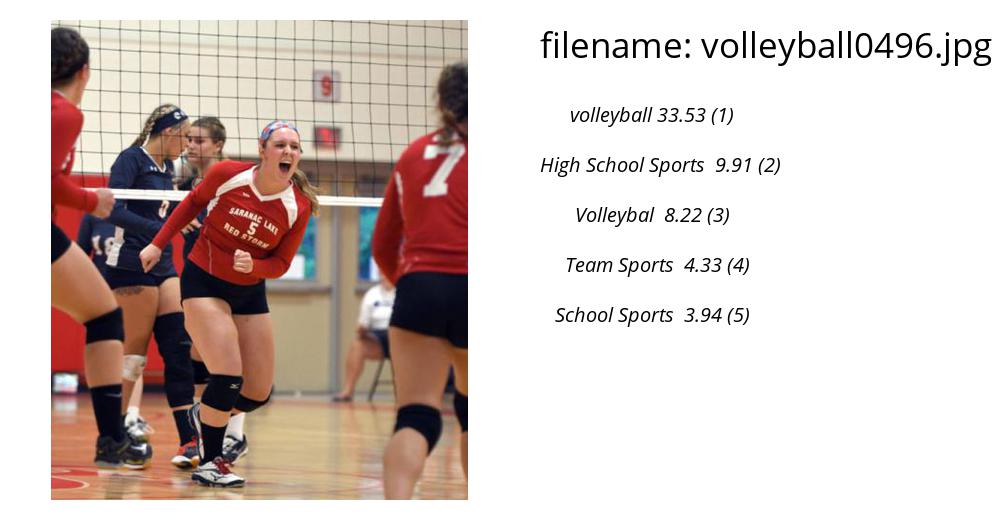 filename: volleyball0496.jpg
volleyball 33.53 (1)
High School Sports 9.91 (2)
Volleybal 8.22 (3)
Team Sports 4.33 (4)
School Sports 3.94 (5)
9
SARANAC LAKE
5
RED STORM
7